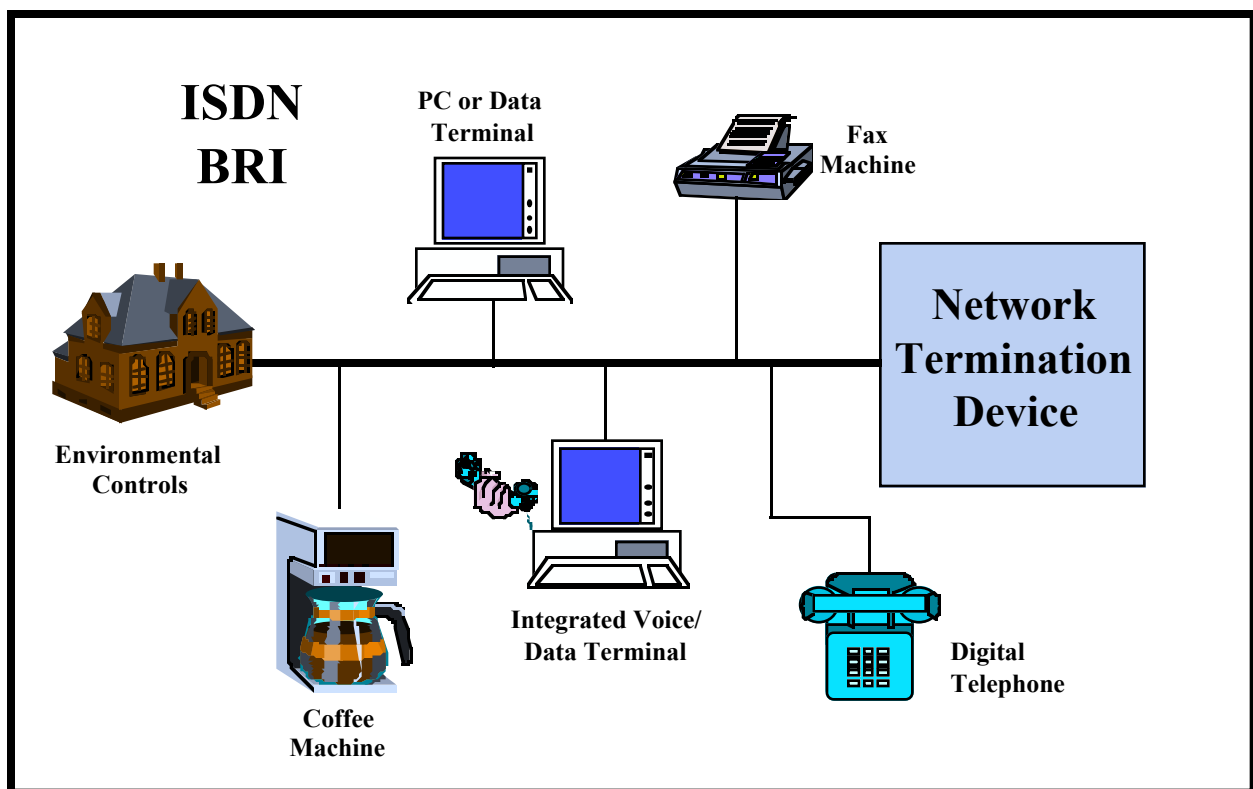 ISDN
BRI
PC or Data
Terminal
Fax
Machine
Network
Termination
Device
Environmental
Controls
Integrated Voice/
Data Terminal
Digital
Telephone
Coffee
Machine